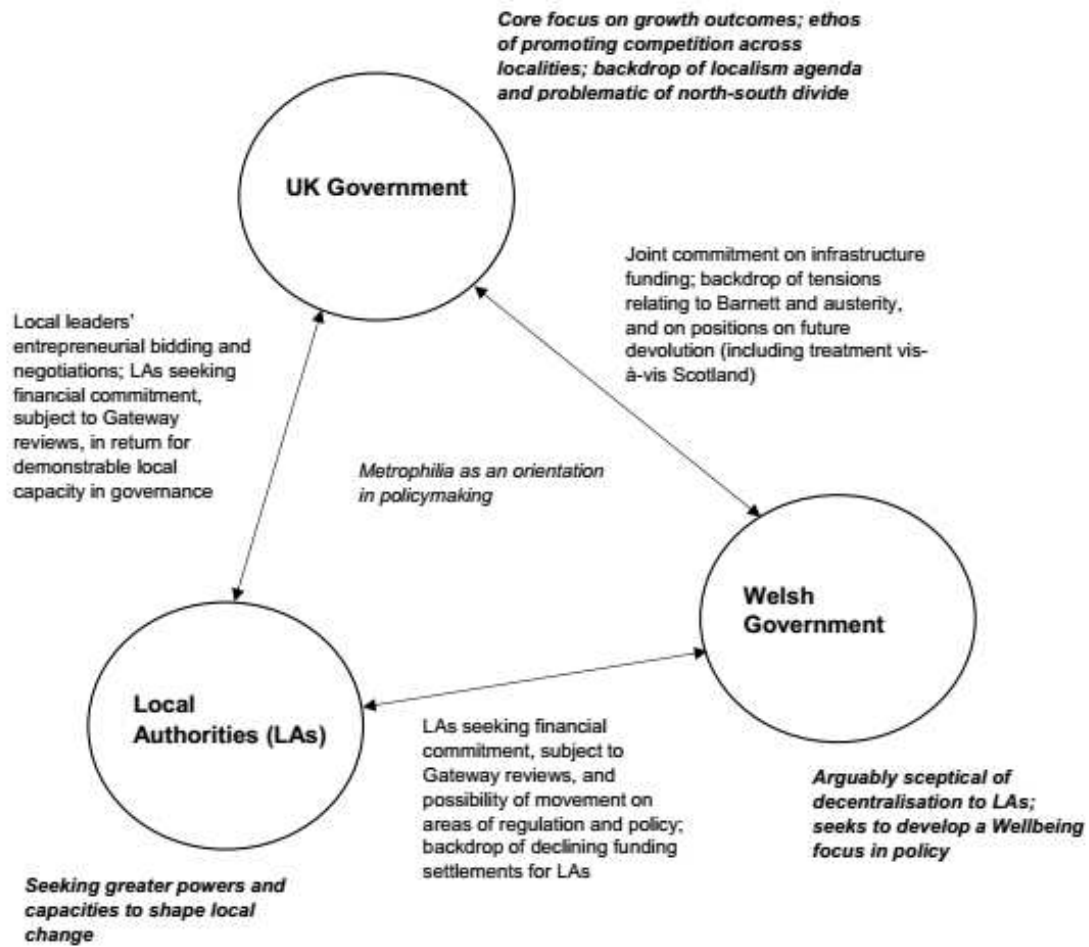 Core focus on growth outcomes; ethos
of promoting competition across
localities; backdrop of localism agenda
and problematic of north-south divide
UK Government
Joint commitment on infrastructure
funding; backdrop of tensions
relating to Barnett and austerity,
and on positions on future
devolution (including treatment vis-
à-vis Scotland)
Local leaders'
entrepreneurial bidding and
negotiations; LAs seeking
financial commitment,
subject to Gateway
reviews, in return for
demonstrable local
capacity in governance
Metrophilia as an orientation
in policymaking
Welsh
Government
Local
Authorities (LAs)
LAs seeking financial
commitment, subject to
Gateway reviews, and
possibility of movement on
areas of regulation and policy;
backdrop of declining funding
settlements for LAs
Arguably sceptical of
decentralisation to LAs;
seeks to develop a Wellbeing
focus in policy
Seeking greater powers and
capacities to shape local
change